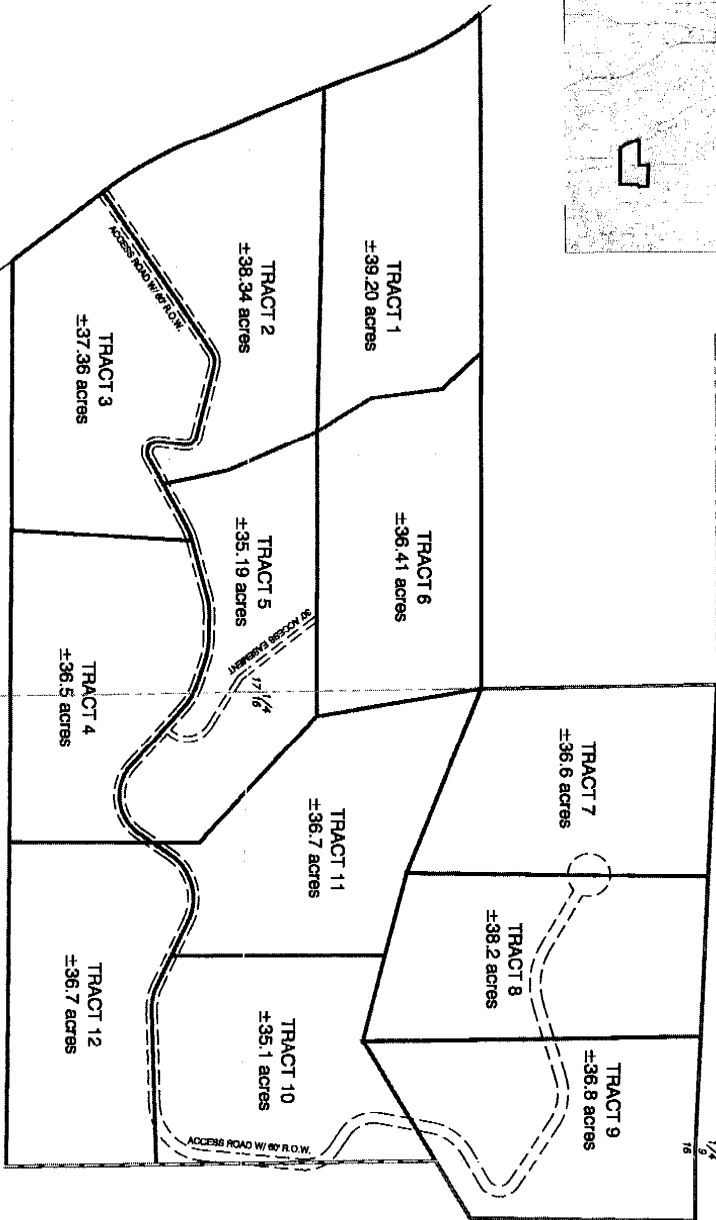 TRACT 1
±39.20 acres
TRACT 2
±38.34 acres
ACCESS ROAD W/ 60' R.O.W.
TRACT 3
±37.36 acres
TRACT 6
±36.41 acres
TRACT 5
±35.19 acres
30' ACCESS EASEMENT
1/4
17
16
TRACT 4
±36.5 acres
TRACT 7
±36.6 acres
TRACT 11
±36.7 acres
TRACT 8
±38.2 acres
TRACT 12
±36.7 acres
TRACT 10
±35.1 acres
TRACT 9
±36.8 acres
ACCESS ROAD W/ 60' R.O.W.
1/4
9
16